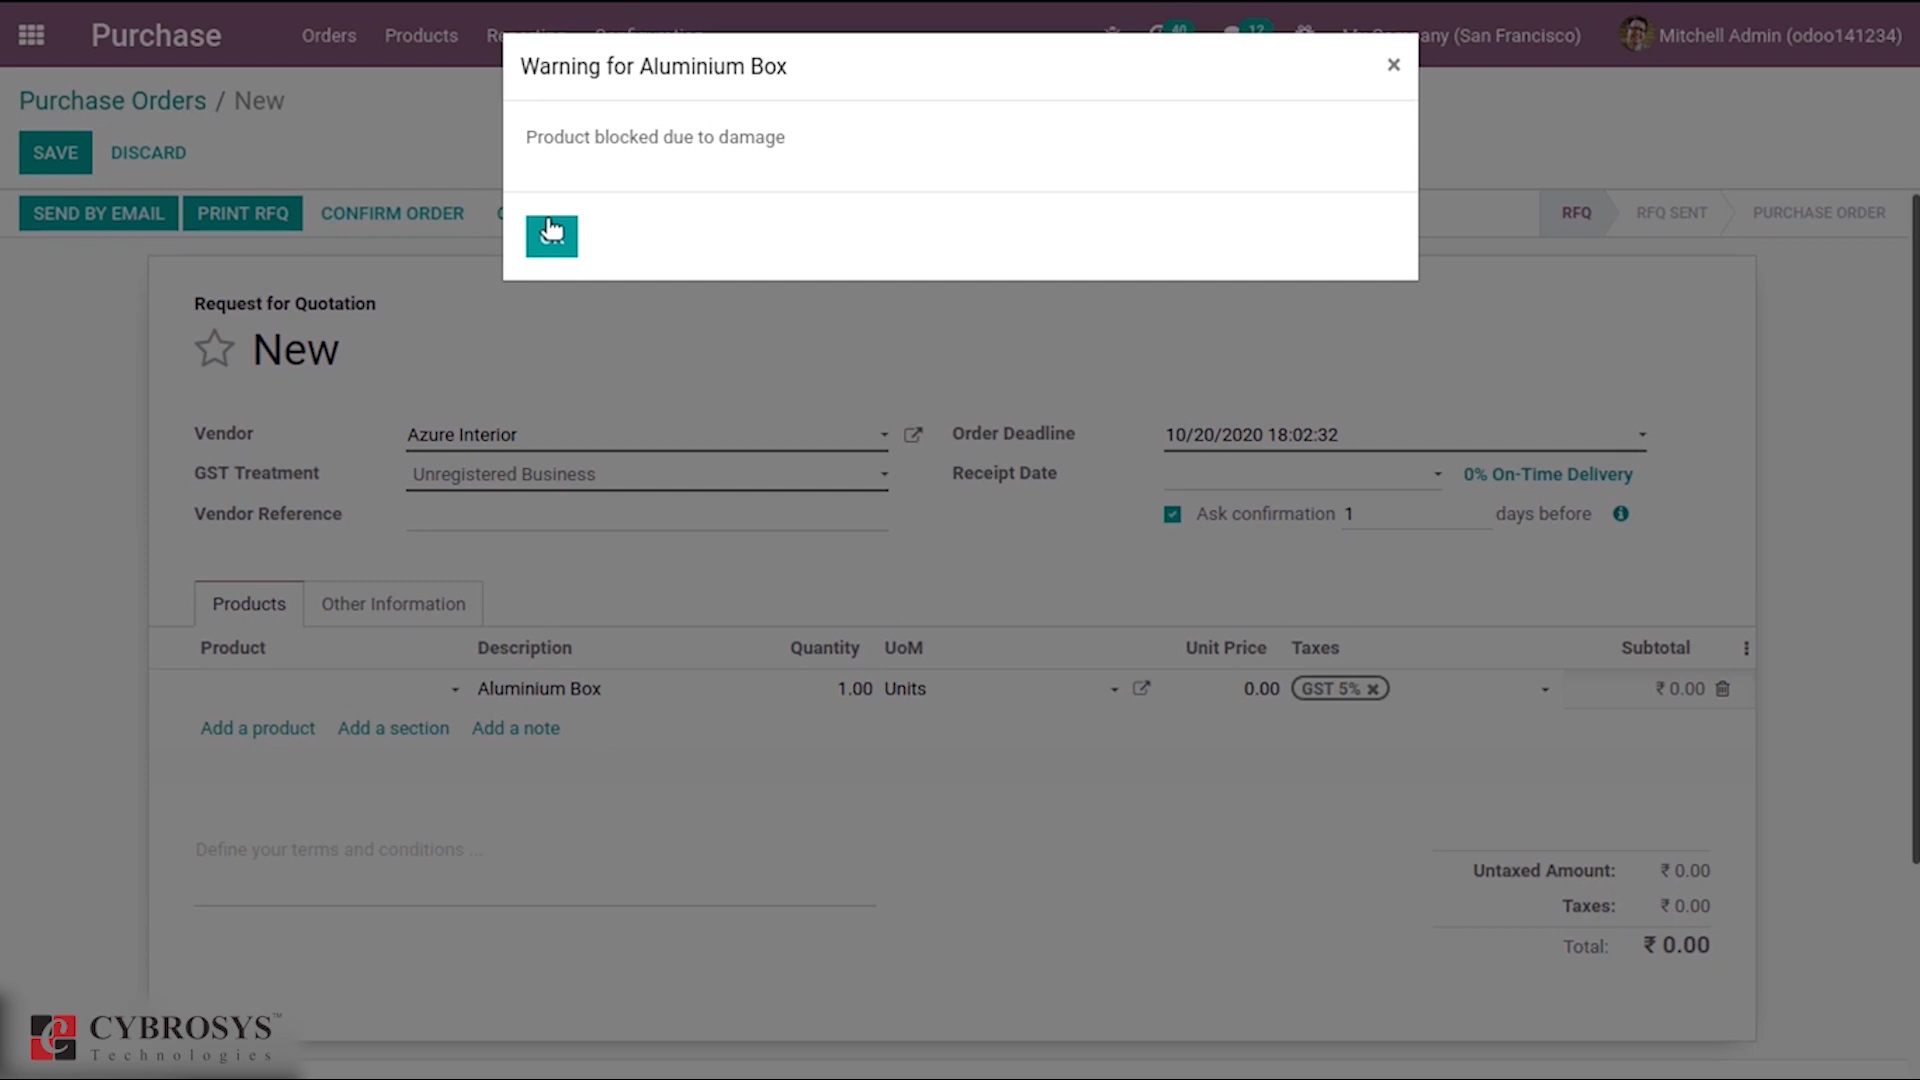 Purchase Orders Products
40 12 (San Francisco) Mitchell Admin (odoo141234)
Warning for Aluminium Box ×
Product blocked due to damage
Purchase Orders / New
SAVE DISCARD
SEND BY EMAIL PRINT RFQ CONFIRM ORDER RFQ RFQ SENT PURCHASE ORDER
Request for Quotation
New
Vendor Azure Interior Order Deadline 10/20/2020 18:02:32
GST Treatment Unregistered Business Receipt Date 0% On-Time Delivery
Vendor Reference Ask confirmation 1 days before
Products Other Information
Product Description Quantity UoM Unit Price Taxes Subtotal
Aluminium Box 1.00 Units 0.00 GST 5% × ₹ 0.00
Add a product Add a section Add a note
Define your terms and conditions ...
Untaxed Amount: ₹ 0.00
Taxes: ₹ 0.00
Total: ₹ 0.00
CYBROSYS™
Technologies